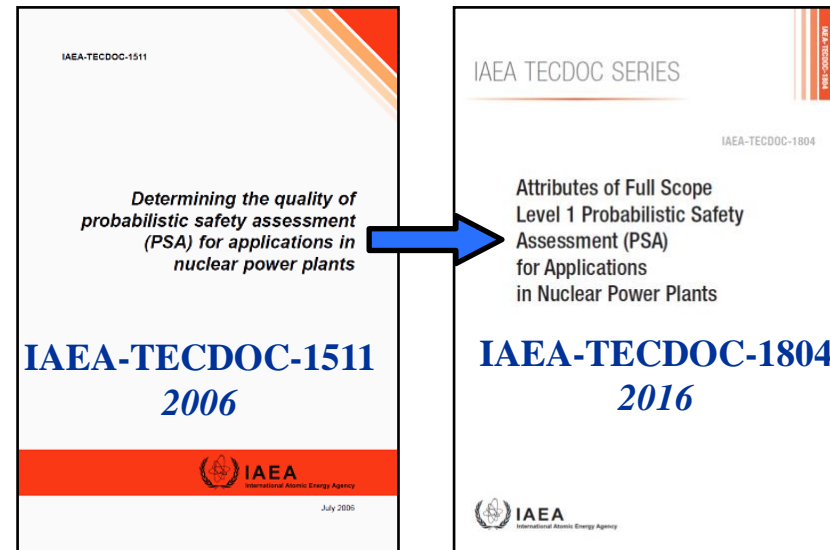 IAEA-TECDOC-1511
Determining the quality of
probabilistic safety assessment
(PSA) for applications in
nuclear power plants
IAEA-TECDOC-1511
2006
IAEA
International Atomic Energy Agency
July 2006
IAEA TECDOC SERIES
IAEA-TECDOC-1804
IAEA-TECDOC-1804
Attributes of Full Scope
Level 1 Probabilistic Safety
Assessment (PSA)
for Applications
in Nuclear Power Plants
IAEA-TECDOC-1804
2016
IAEA
International Atomic Energy Agency